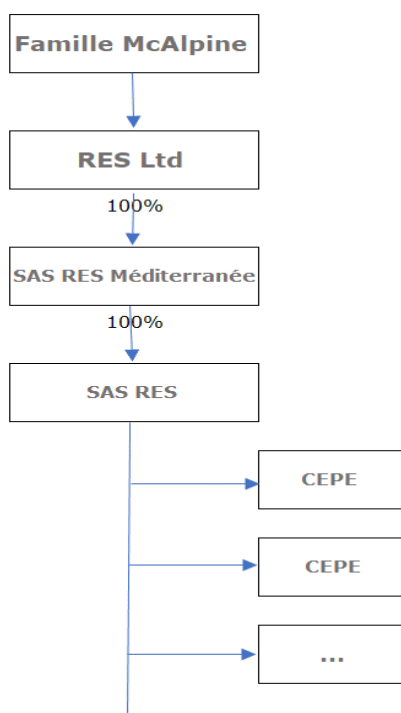 Famille McAlpine
RES Ltd
100%
SAS RES Méditerranée
100%
SAS RES
CEPE
CEPE
...